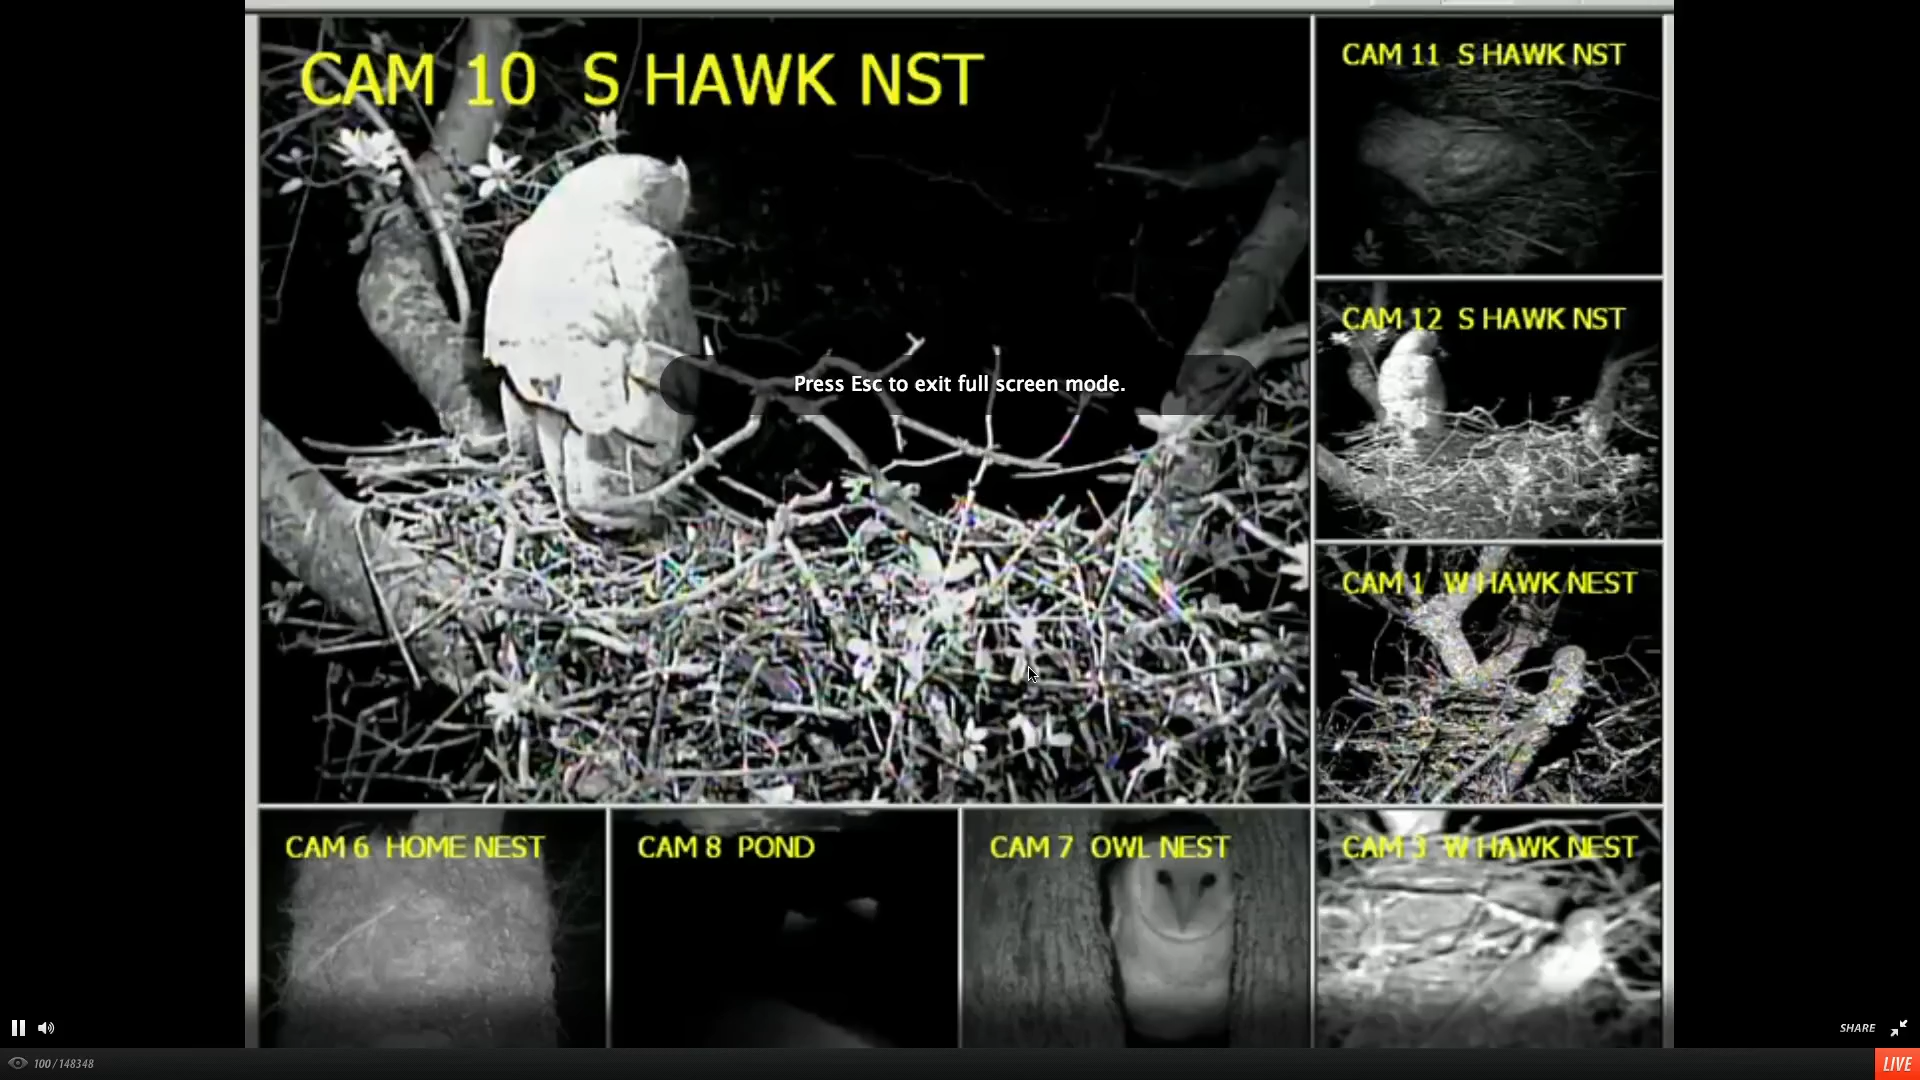 CAM 10 S HAWK NST
CAM 11 S HAWK NST
CAM 12 S HAWK NST
Press Esc to exit full screen mode.
CAM 1 W HAWK NEST
CAM 6 HOME NEST
CAM 8 POND
CAM 7 OWL NEST
CAM 3 W HAWK NEST
SHARE
100/148348
LIVE